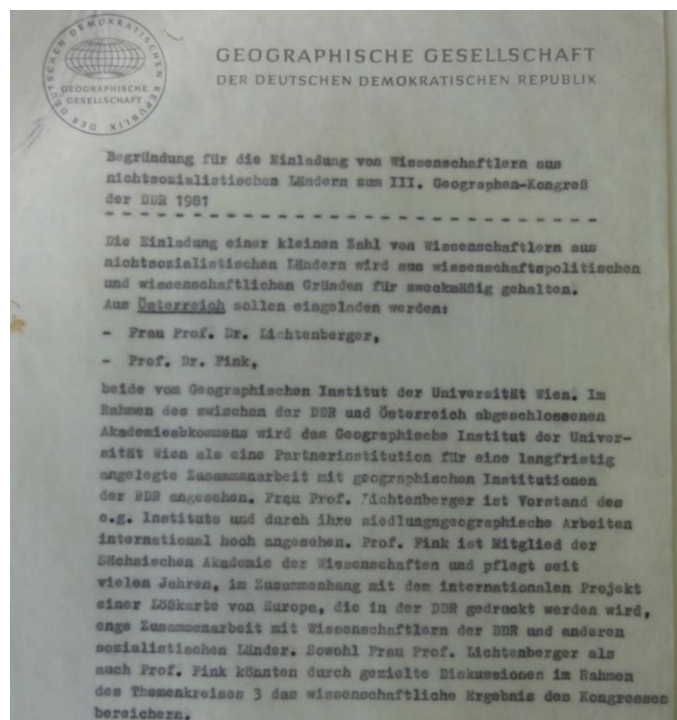 DER DEUTSCHEN DEMOKRATISCHEN REPUBLIK
GEOGRAPHISCHE
GESELLSCHAFT
GEOGRAPHISCHE GESELLSCHAFT
DER DEUTSCHEN DEMOKRATISCHEN REPUBLIK
Begründung für die Einladung von Wissenschaftlern aus
nichtsozialistischen Ländern zum III. Geographen-Kongreß
der DDR 1981
Die Einladung einer kleinen Zahl von Wissenschaftlern aus
nichtsozialistischen Ländern wird aus wissenschaftspolitischen
und wissenschaftlichen Gründen für zweckmäßig gehalten.
Aus Österreich sollen eingeladen werden:
- Frau Prof. Dr. Lichtenberger,
- Prof. Dr. Fink,
beide vom Geographischen Institut der Universität Wien. Im
Rahmen des zwischen der DDR und Österreich abgeschlossenen
Akademieabkommens wird das Geographische Institut der Univer-
sität Wien als eine Partnerinstitution für eine langfristig
angelegte Zusammenarbeit mit geographischen Institutionen
der DDR angesehen. Frau Prof. Lichtenberger ist Vorstand des
o.g. Instituts und durch ihre siedlungsgeographische Arbeiten
international hoch angesehen. Prof. Fink ist Mitglied der
Sächsischen Akademie der Wissenschaften und pflegt seit
vielen Jahren, im Zusammenhang mit dem internationalen Projekt
einer Lößkarte von Europa, die in der DDR gedruckt werden wird,
enge Zusammenarbeit mit Wissenschaftlern der DDR und anderen
sozialistischen Länder. Sowohl Frau Prof. Lichtenberger als
auch Prof. Fink könnten durch gezielte Diskussionen im Rahmen
des Themenkreises 3 das wissenschaftliche Ergebnis des Kongresses
bereichern.